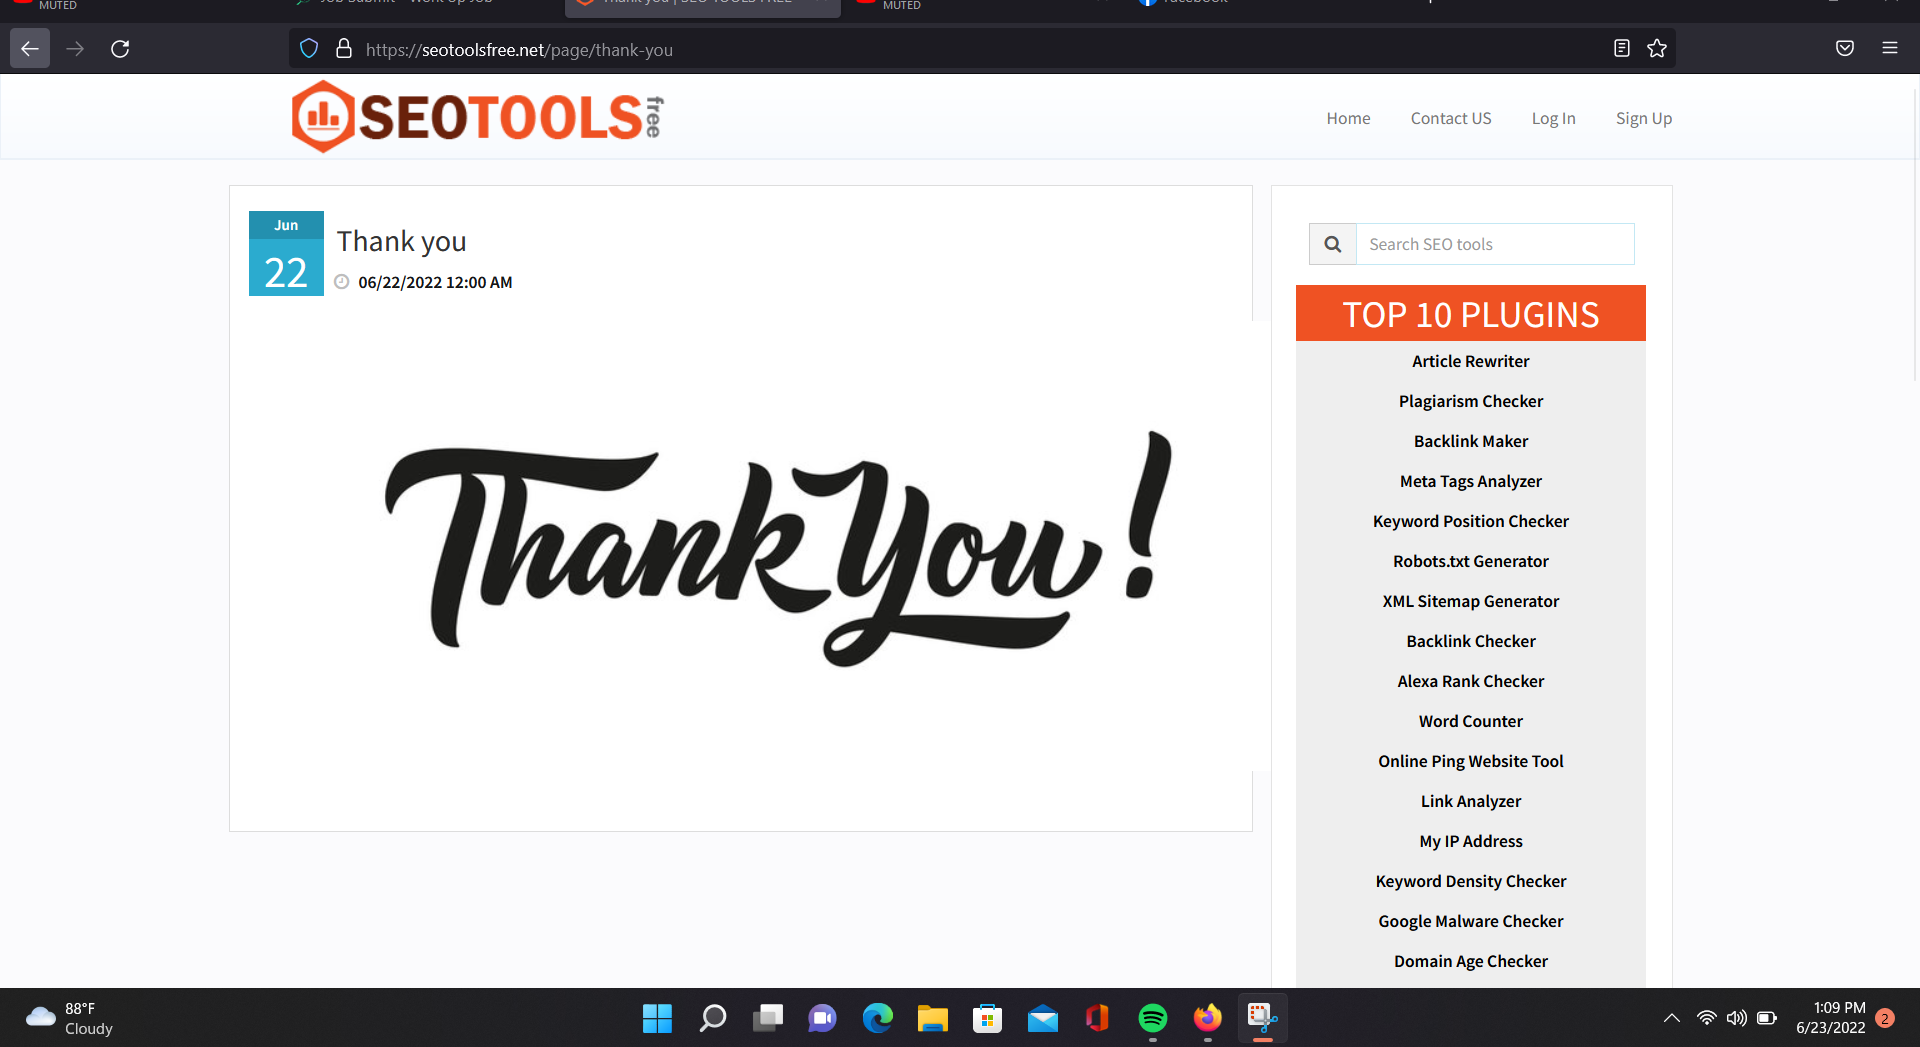 MUTED
MUTED
https://seotoolsfree.net/page/thank-you
SEOTOOLS free
Home
Contact US
Log In
Sign Up
Jun
22
Thank you
06/22/2022 12:00 AM
Thank You!
Search SEO tools
TOP 10 PLUGINS
Article Rewriter
Plagiarism Checker
Backlink Maker
Meta Tags Analyzer
Keyword Position Checker
Robots.txt Generator
XML Sitemap Generator
Backlink Checker
Alexa Rank Checker
Word Counter
Online Ping Website Tool
Link Analyzer
My IP Address
Keyword Density Checker
Google Malware Checker
Domain Age Checker
88°F
Cloudy
1:09 PM
6/23/2022
2